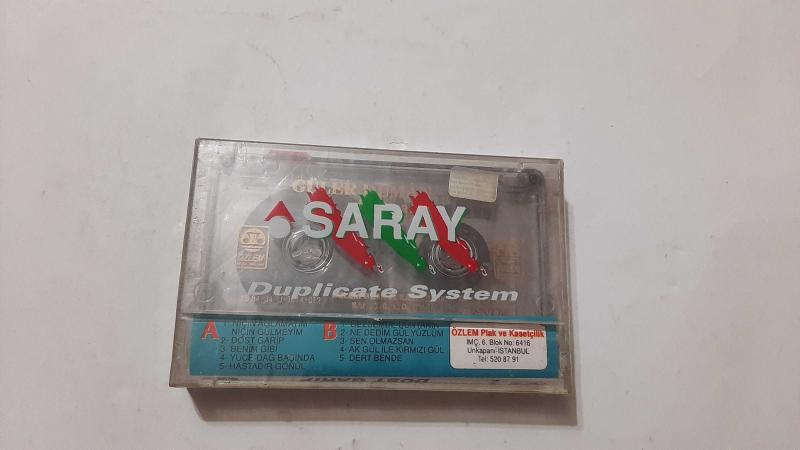 GÜLER
SARAY
ÖZLEM
ÖZLEM
Duplicate System
A
NİÇİN GÜLMEYİM
2- DOST GARİP
3- BENİM GİBİ
4- YÜCE DAĞ BAŞINDA
5- HASTADIR GÖNÜL
B
2- NE DEDİM GÜL YÜZLÜM
3- SEN OLMAZSAN
4- AK GÜL İLE KIRMIZI GÜL
5- DERT BENDE
ÖZLEM Plak ve Kasetçilik
İMÇ. 6. Blok No: 6416
Unkapanı-İSTANBUL
Tel: 520 87 91